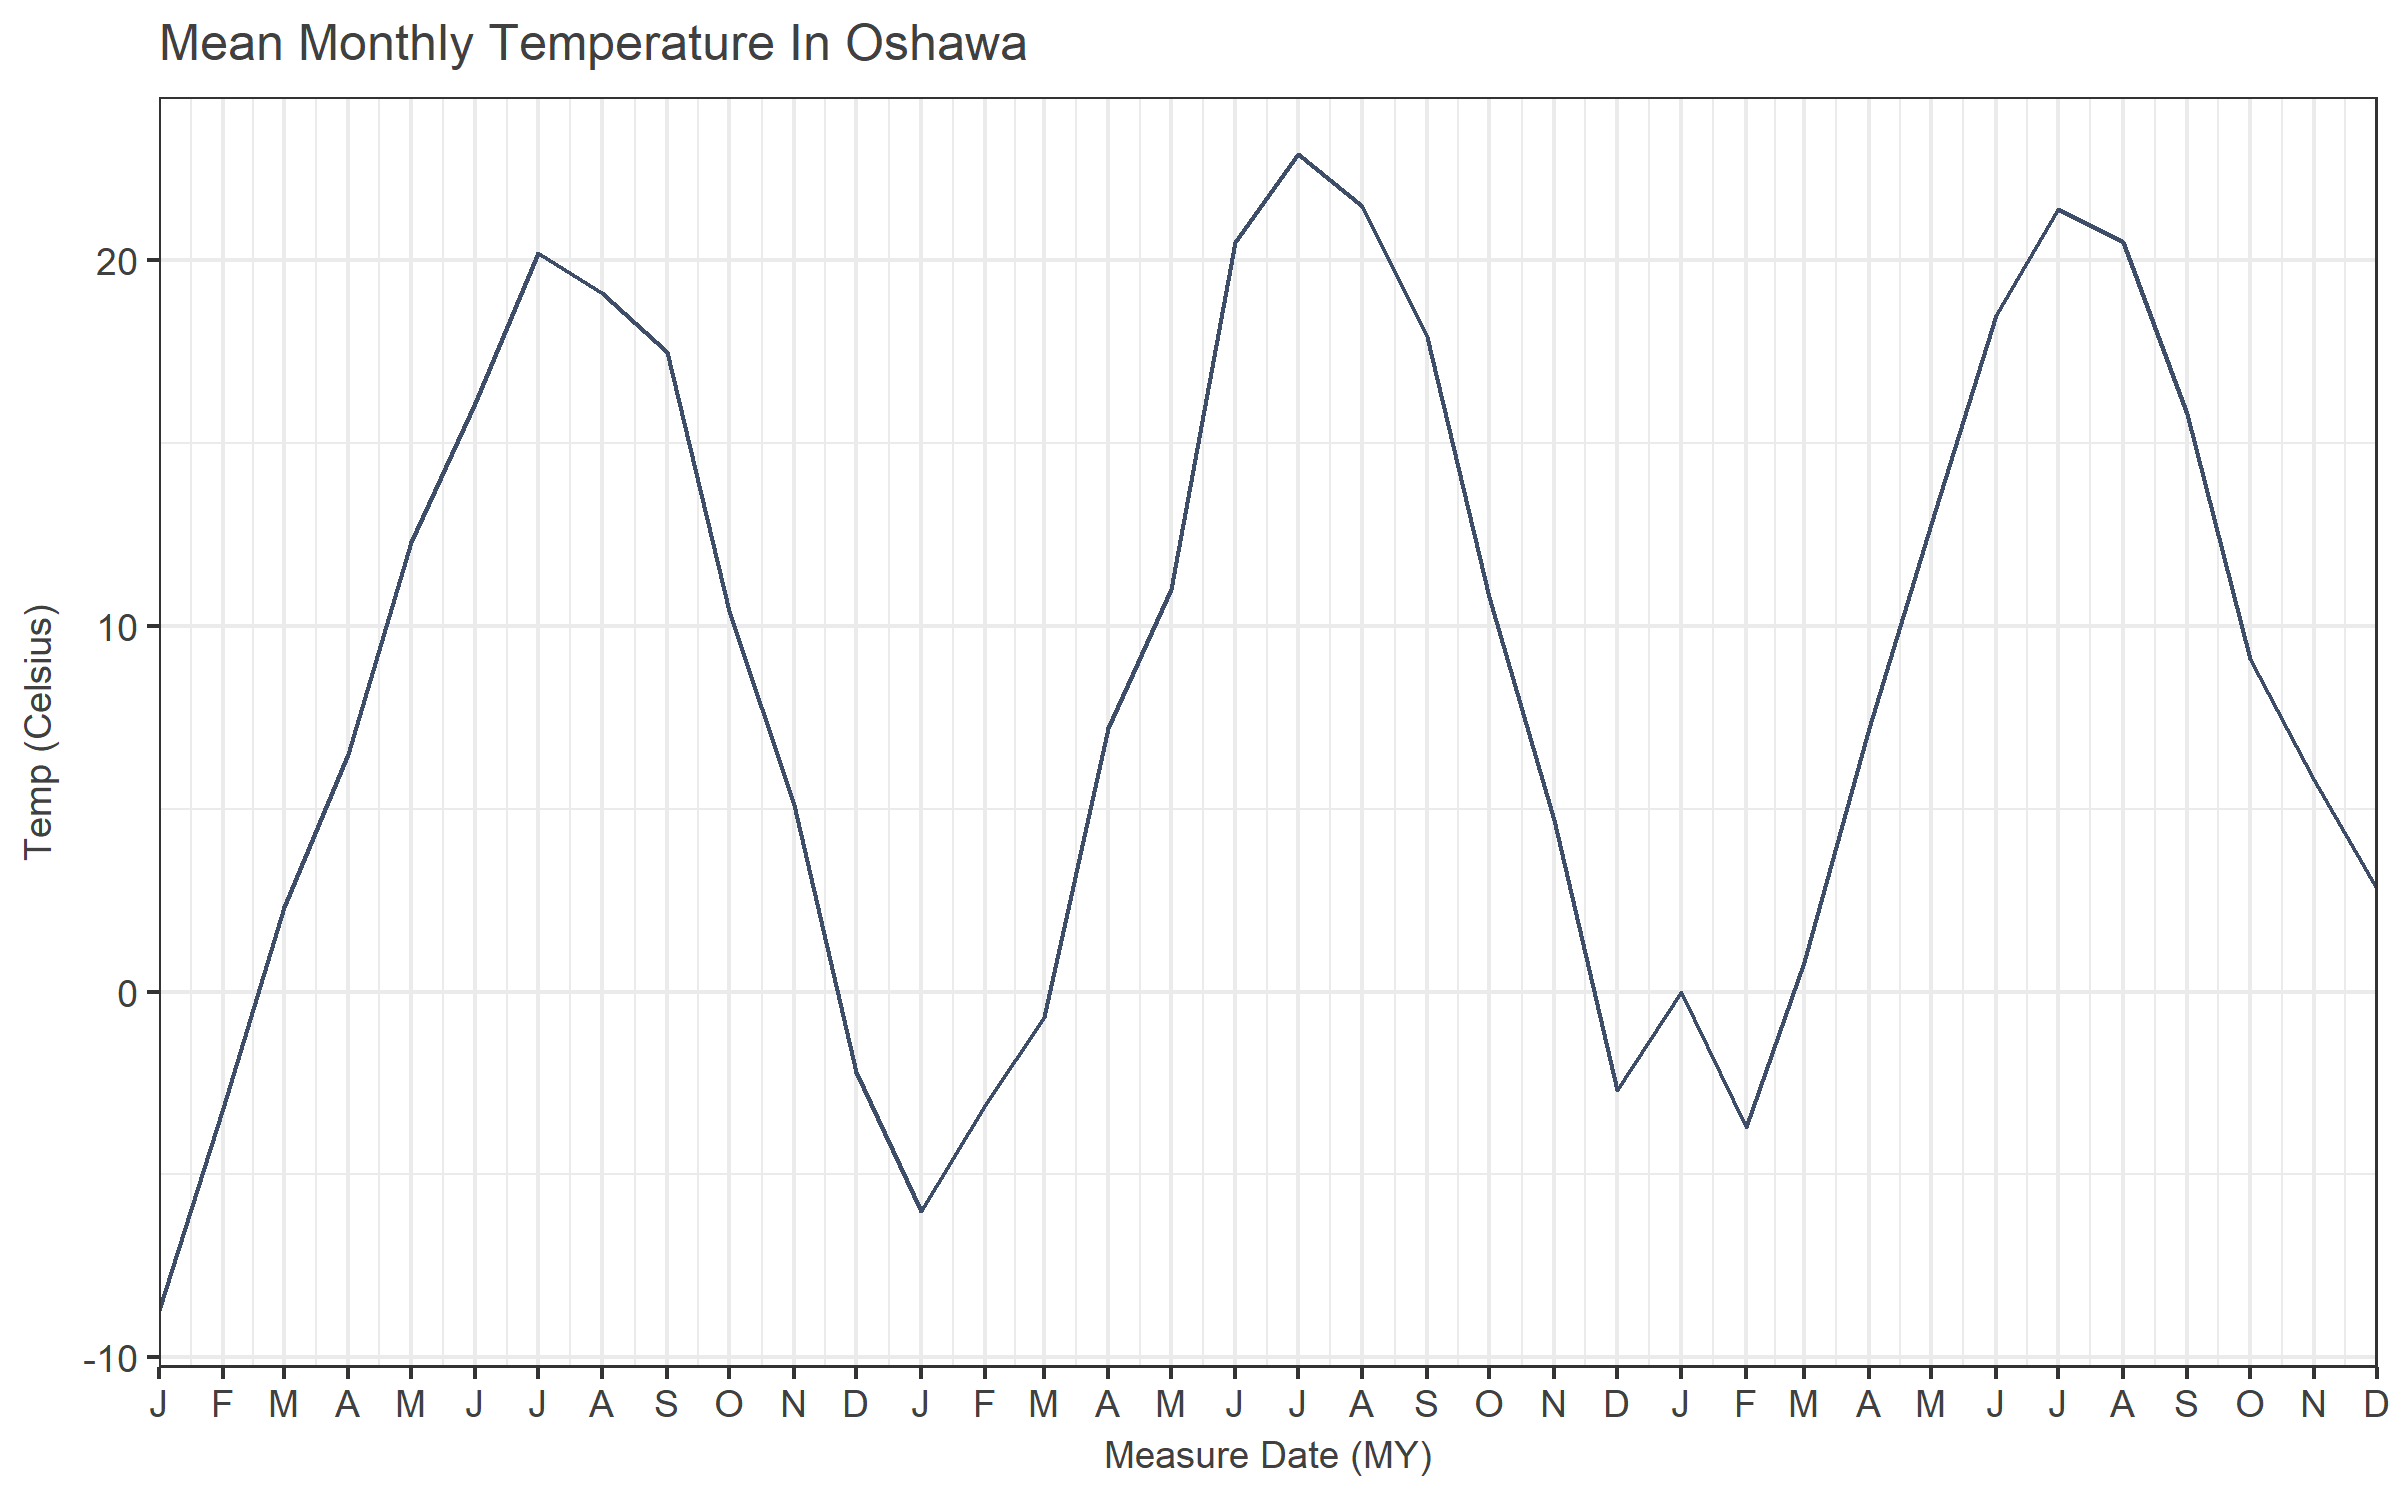 Mean Monthly Temperature In Oshawa
Temp (Celsius)
20
10
0
-10
J F M A M J J A S O N D J F M A M J J A S O N D J F M A M J J A S O N D
Measure Date (MY)